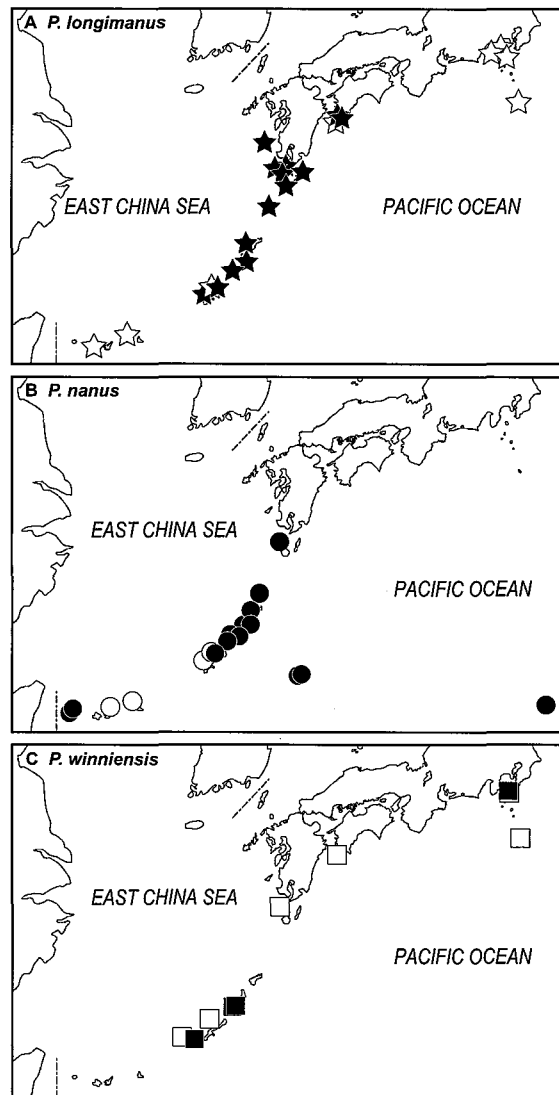 A P. longimanus
EAST CHINA SEA
PACIFIC OCEAN
B P. nanus
EAST CHINA SEA
PACIFIC OCEAN
C P. winniensis
EAST CHINA SEA
PACIFIC OCEAN